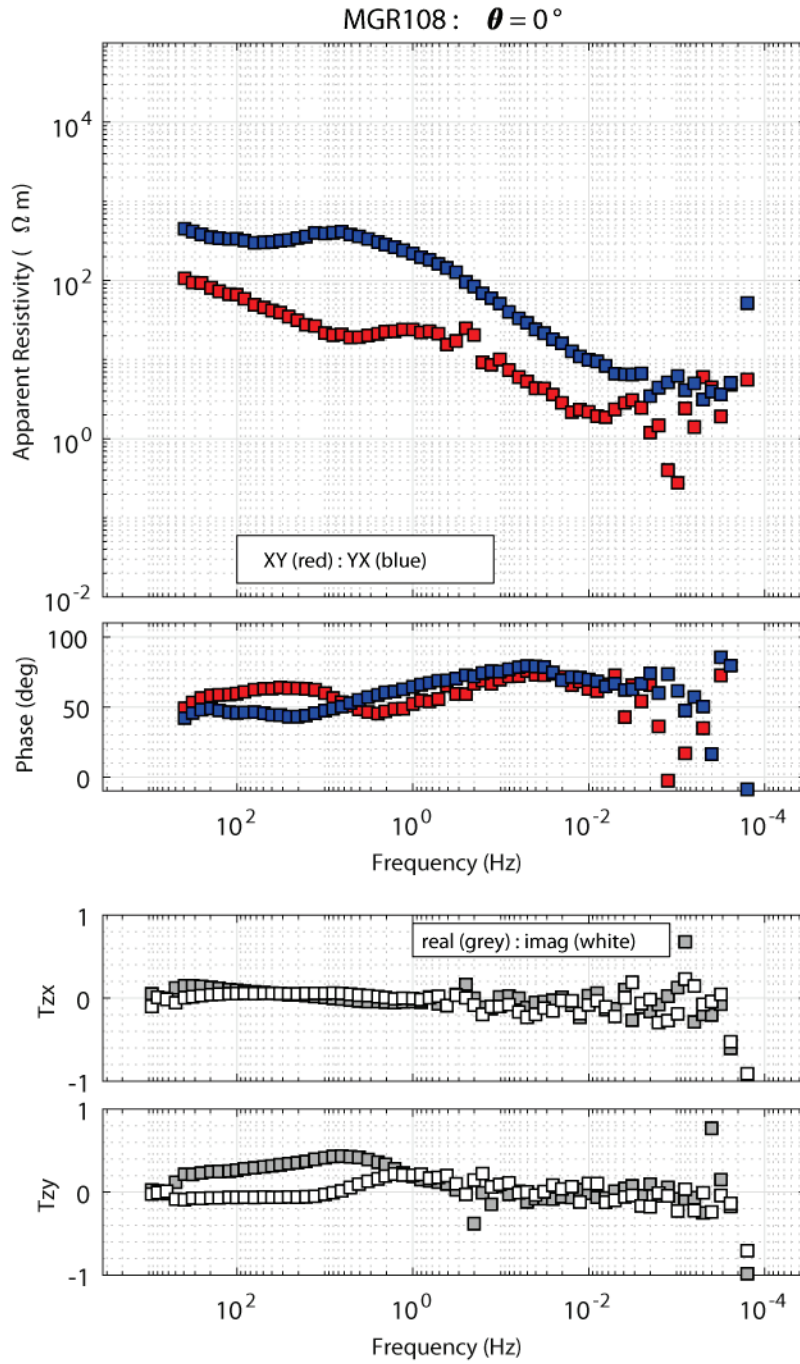 MGR108 : θ = 0 °
Apparent Resistivity ( Ω m)
10^4
10^2
10^0
10^-2
XY (red) : YX (blue)
Phase (deg)
100
50
0
10^2 10^0 10^-2 10^-4
Frequency (Hz)
Tzx
1
0
-1
real (grey) : imag (white)
Tzy
1
0
-1
10^2 10^0 10^-2 10^-4
Frequency (Hz)